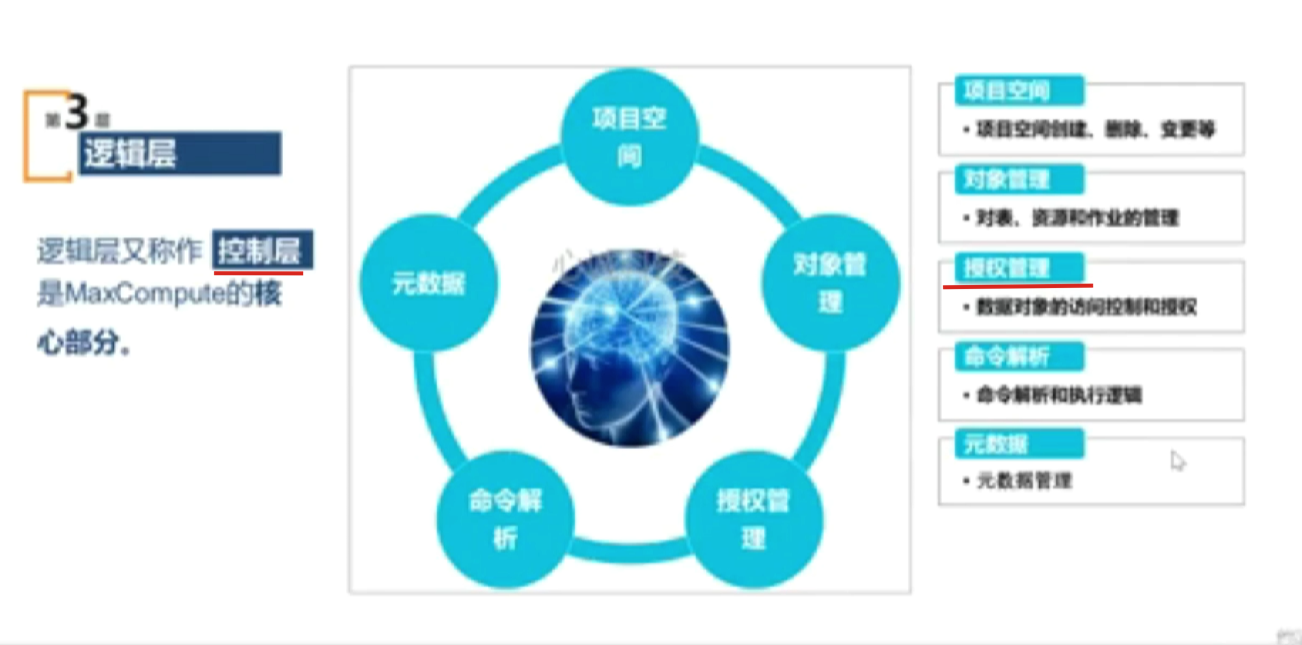 第3层
逻辑层
逻辑层又称作 控制层
是MaxCompute的核
心部分。
项目空
间
对象管
理
授权管
理
命令解
析
元数据
项目空间
• 项目空间创建、删除、变更等
对象管理
• 对表、资源和作业的管理
授权管理
• 数据对象的访问控制和授权
命令解析
• 命令解析和执行逻辑
元数据
• 元数据管理